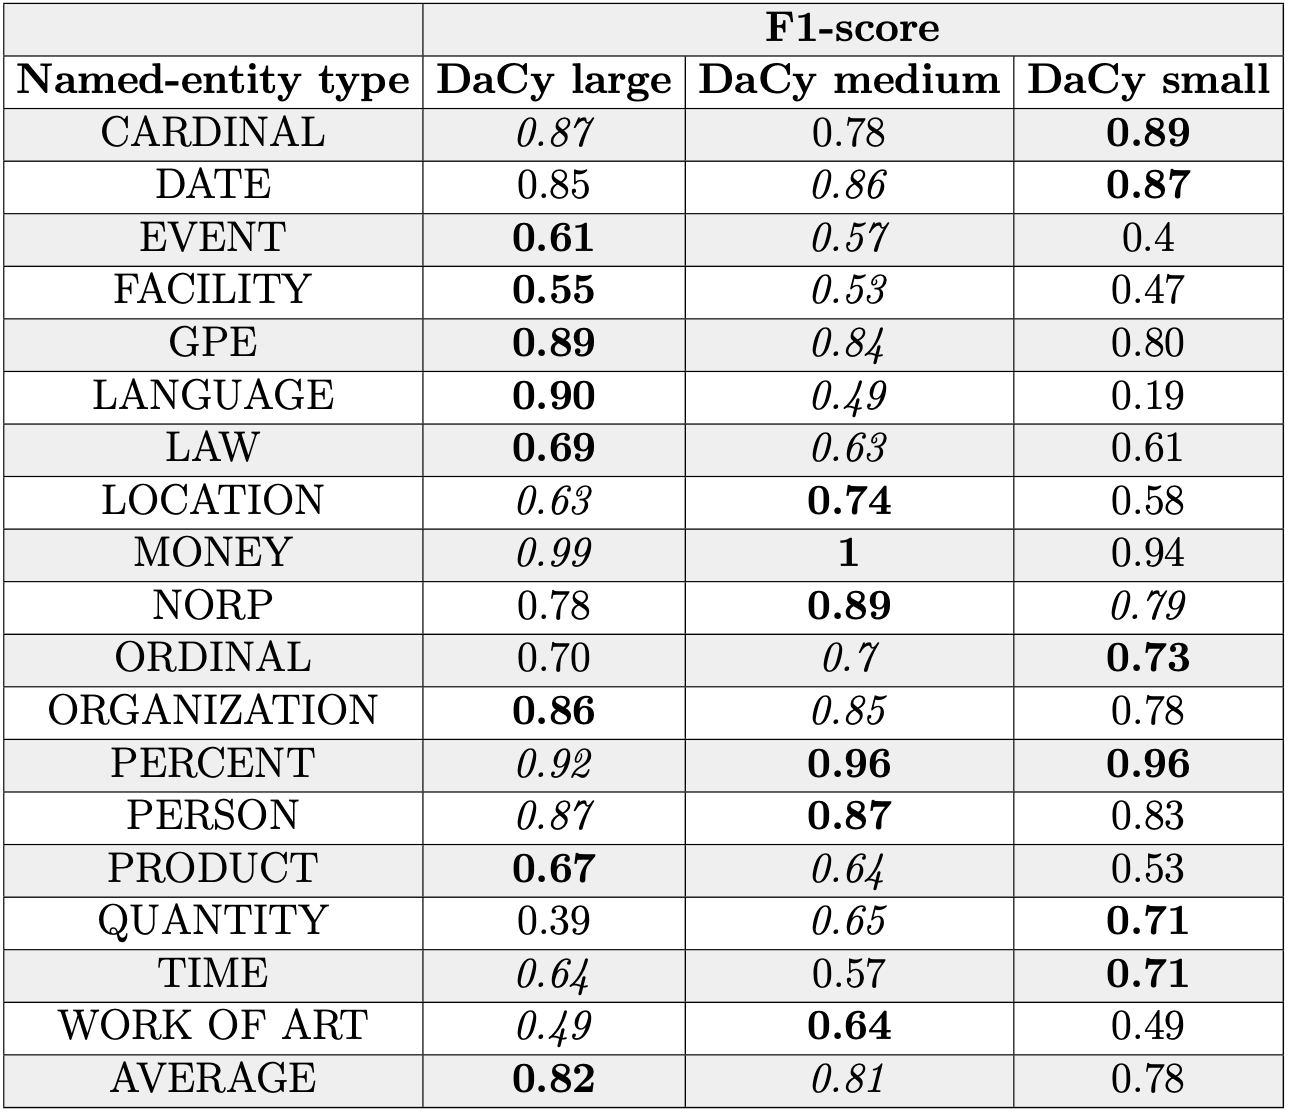 F1-score
Named-entity type DaCy large DaCy medium DaCy small
CARDINAL 0.87 0.78 0.89
DATE 0.85 0.86 0.87
EVENT 0.61 0.57 0.4
FACILITY 0.55 0.53 0.47
GPE 0.89 0.84 0.80
LANGUAGE 0.90 0.49 0.19
LAW 0.69 0.63 0.61
LOCATION 0.63 0.74 0.58
MONEY 0.99 1 0.94
NORP 0.78 0.89 0.79
ORDINAL 0.70 0.7 0.73
ORGANIZATION 0.86 0.85 0.78
PERCENT 0.92 0.96 0.96
PERSON 0.87 0.87 0.83
PRODUCT 0.67 0.64 0.53
QUANTITY 0.39 0.65 0.71
TIME 0.64 0.57 0.71
WORK OF ART 0.49 0.64 0.49
AVERAGE 0.82 0.81 0.78